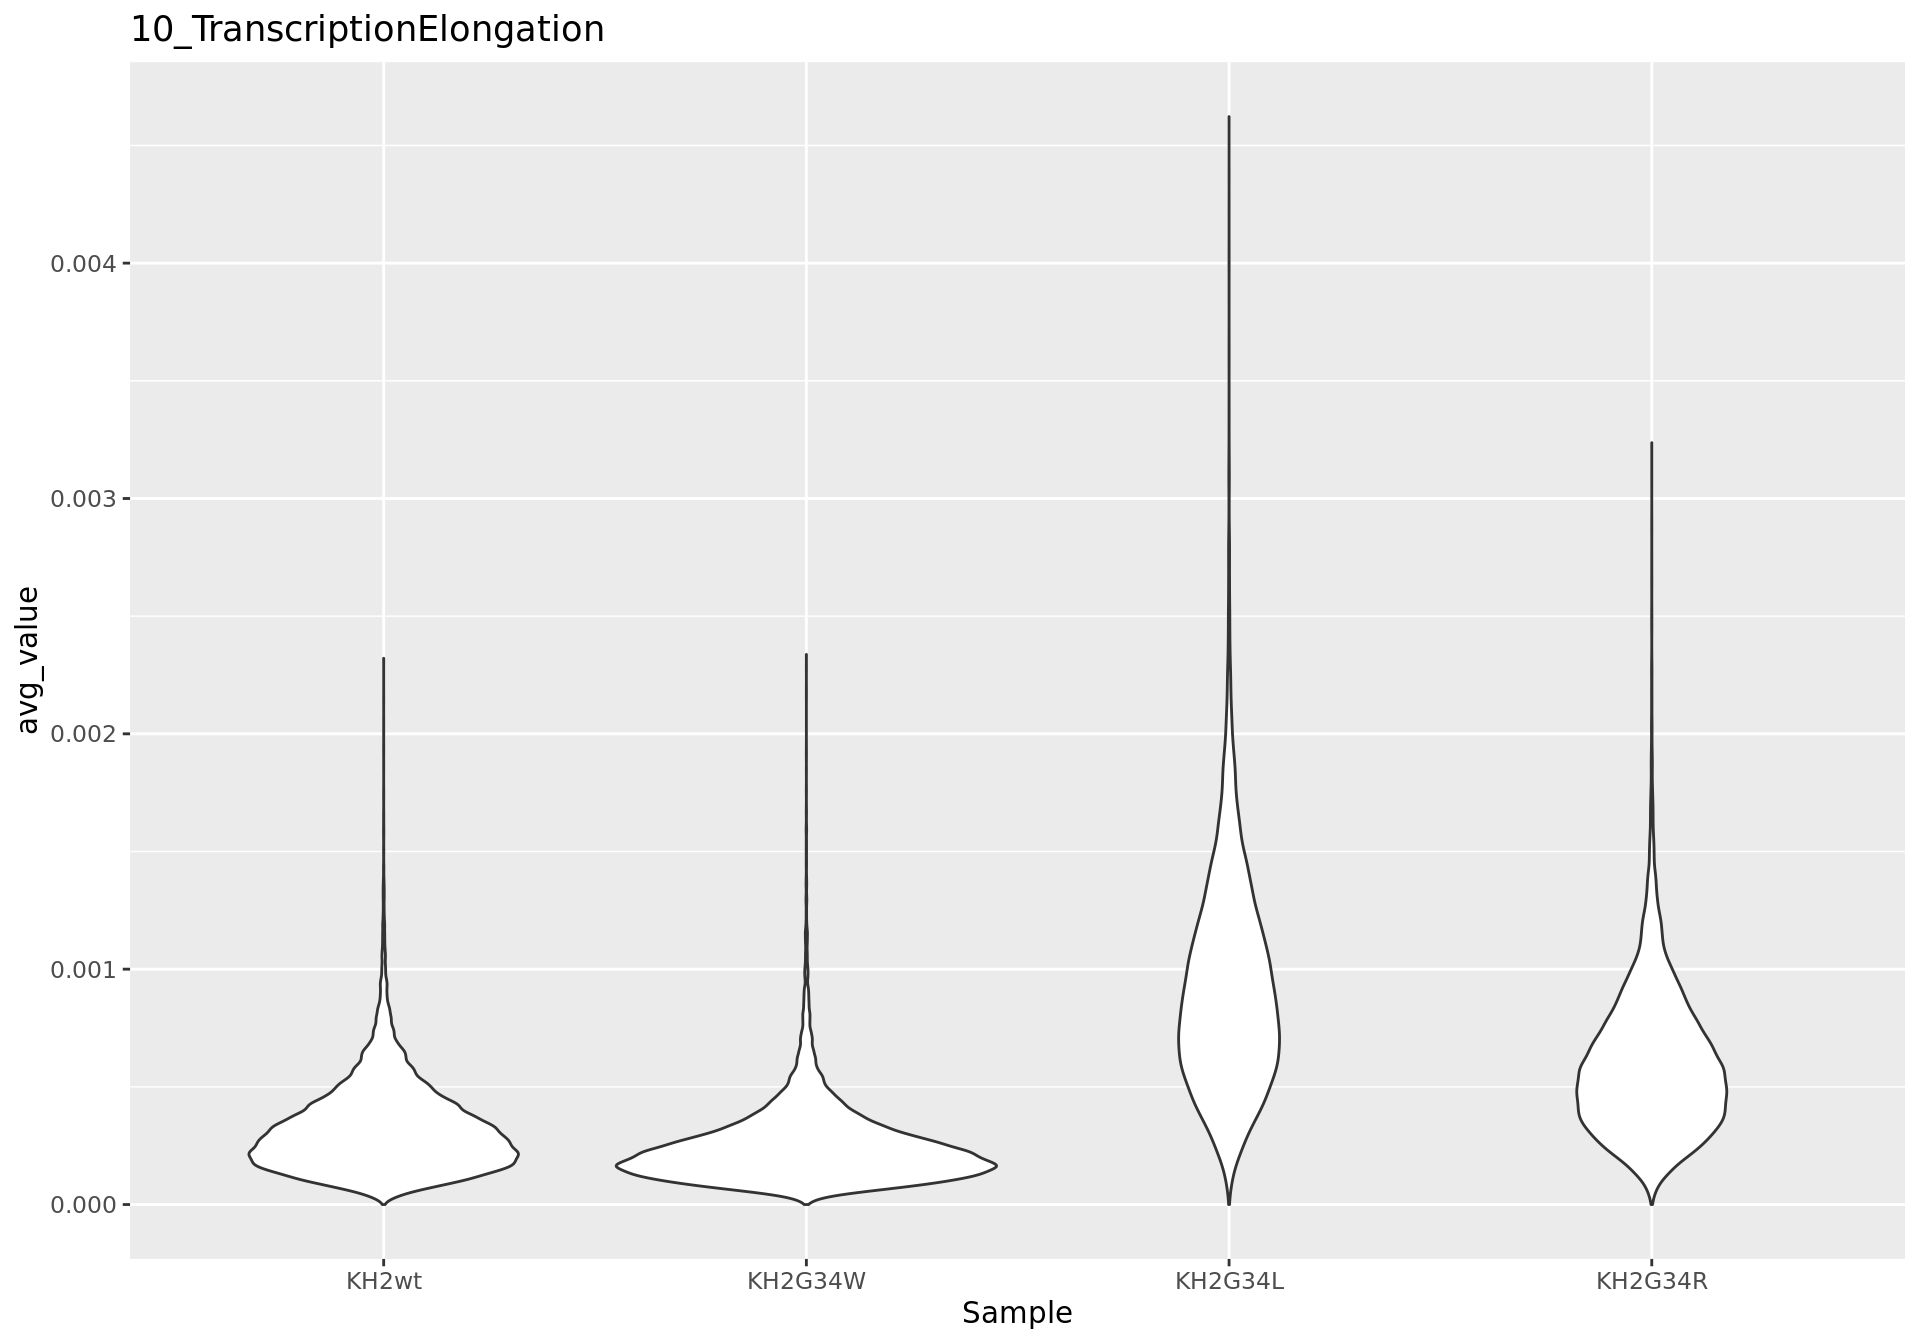 10_TranscriptionElongation
avg_value
0.004
0.003
0.002
0.001
0.000
KH2wt KH2G34W KH2G34L KH2G34R
Sample